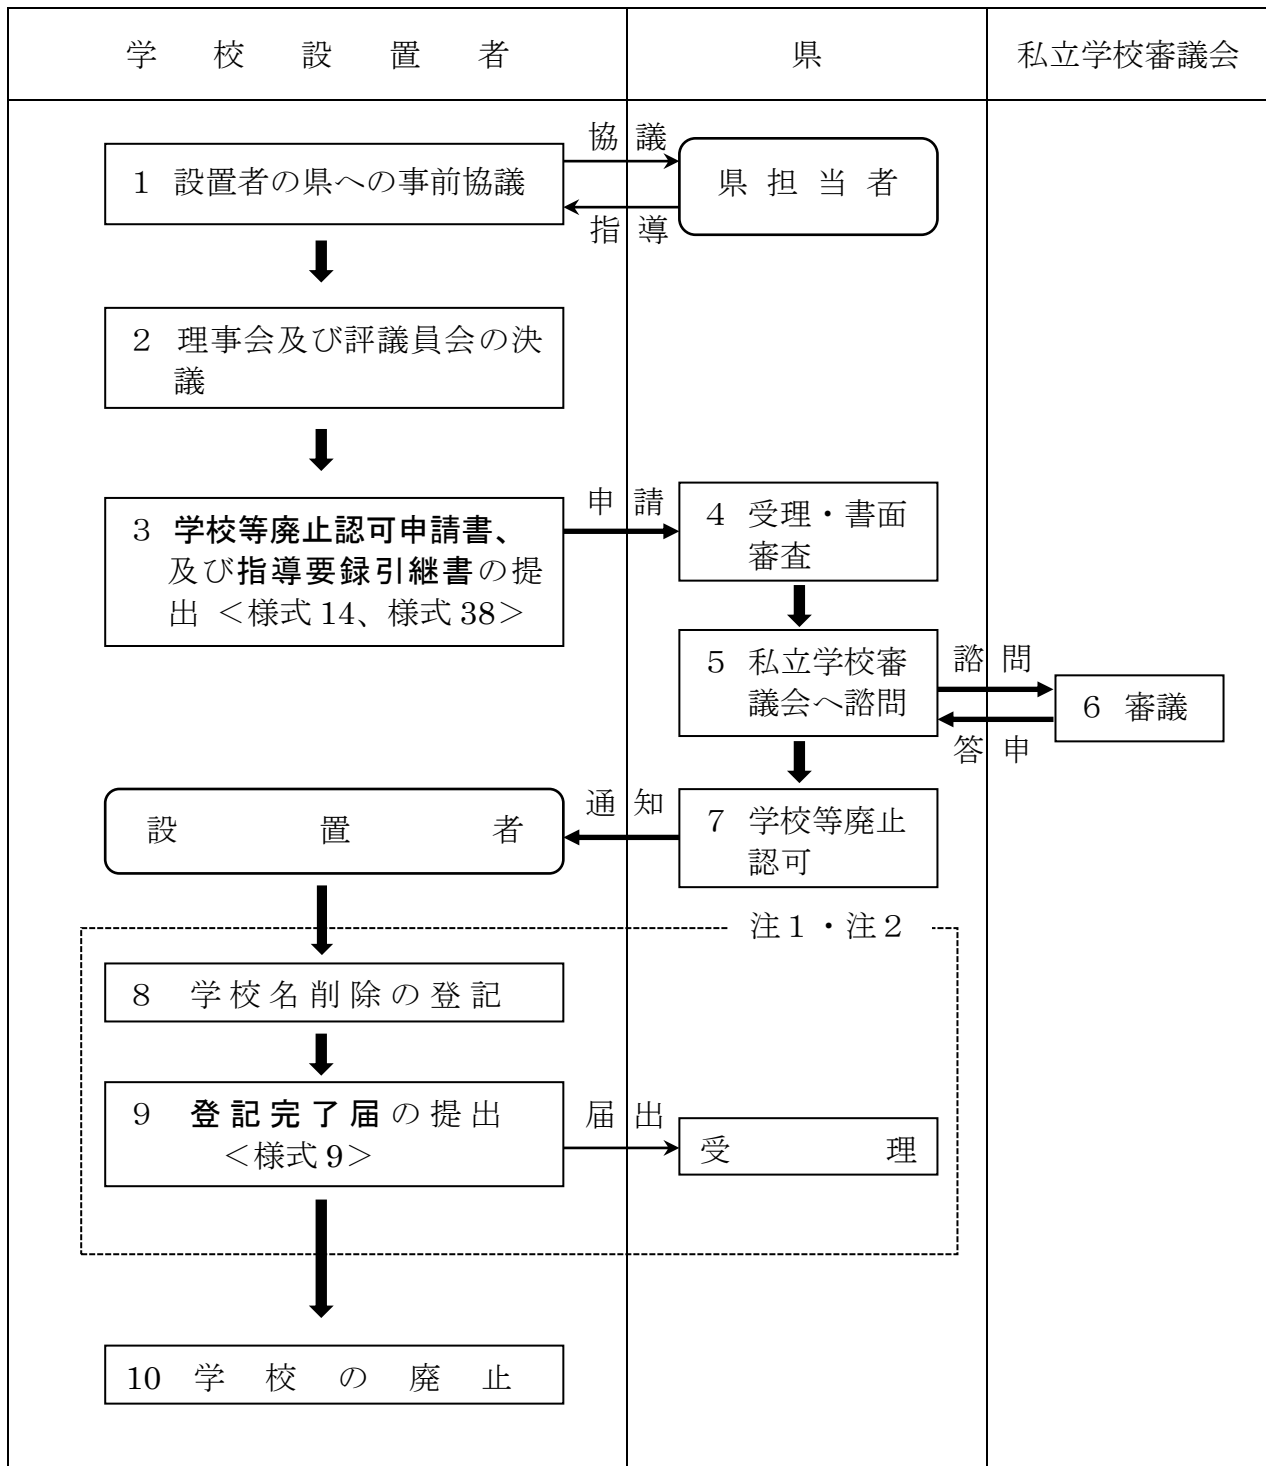 学校設置者
県
私立学校審議会
協議
1 設置者の県への事前協議
県担当者
指導
2 理事会及び評議員会の決
議
申請
3 学校等廃止認可申請書、
及び指導要録引継書の提
出 ＜様式 14、様式 38＞
4 受理・書面
審査
5 私立学校審
議会へ諮問
諮問
6 審議
答申
通知
設置者
7 学校等廃止
認可
注1・注2
8 学校名削除の登記
9 登記完了届の提出
＜様式 9＞
届出
受理
10 学校の廃止